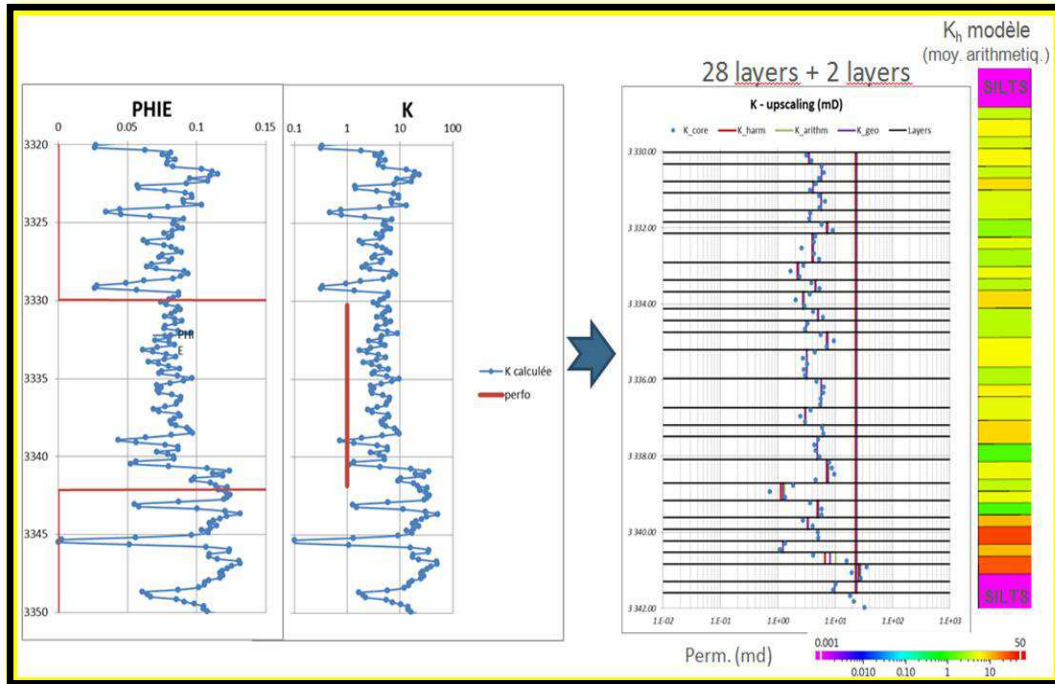 K_h modèle
(moy. arithmetiq.)
28 layers + 2 layers
SILTS
PHIE
0 0.05 0.1 0.15
K
0.1 1 10 100
K - upscaling (mD)
K_core K_harm K_arithm K_geo Layers
3320
3325
3330
3335
3340
3345
3350
PHI
E
K calculée
perfo
3 330.00
3 332.00
3 334.00
3 336.00
3 338.00
3 340.00
3 342.00
1.E-02 1.E-01 1.E+00 1.E+01 1.E+02 1.E+03
SILTS
Perm. (md)
0.001 0.10 10
0.010 1 50